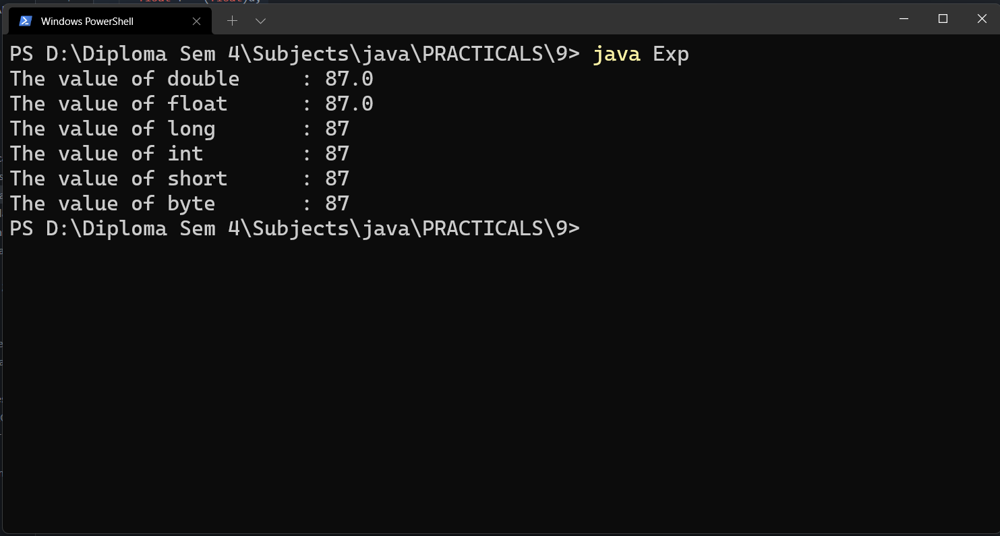 Windows PowerShell
PS D:\Diploma Sem 4\Subjects\java\PRACTICALS\9> java Exp
The value of double     : 87.0
The value of float      : 87.0
The value of long       : 87
The value of int        : 87
The value of short      : 87
The value of byte       : 87
PS D:\Diploma Sem 4\Subjects\java\PRACTICALS\9>